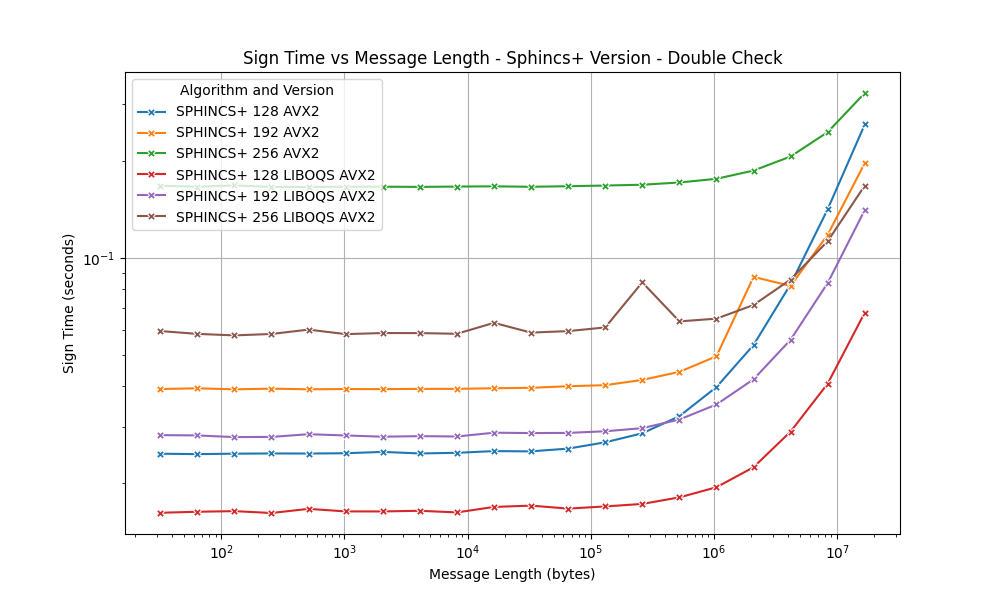 Sign Time vs Message Length - Sphincs+ Version - Double Check
Algorithm and Version
SPHINCS+ 128 AVX2
SPHINCS+ 192 AVX2
SPHINCS+ 256 AVX2
SPHINCS+ 128 LIBOQS AVX2
SPHINCS+ 192 LIBOQS AVX2
SPHINCS+ 256 LIBOQS AVX2
Sign Time (seconds)
10⁻¹
10² 10³ 10⁴ 10⁵ 10⁶ 10⁷
Message Length (bytes)